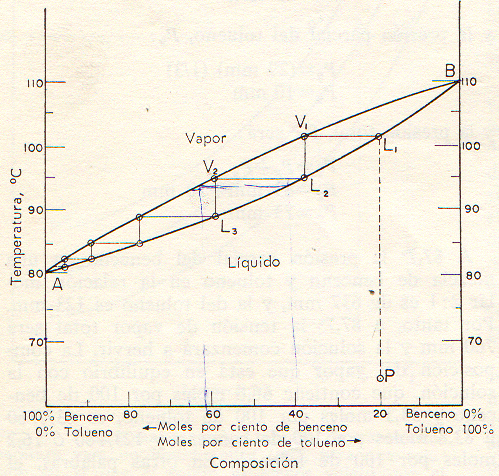 B
110
110
V₁
Vapor
L₁
100
100
V₂
L₂
90
90
L₃
Líquido
A
80
80
70
70
P
Temperatura, °C
100% Benceno 80 60 40 20 Benceno 0%
0% Tolueno Tolueno 100%
←Moles por ciento de benceno
Moles por ciento de tolueno→
Composición